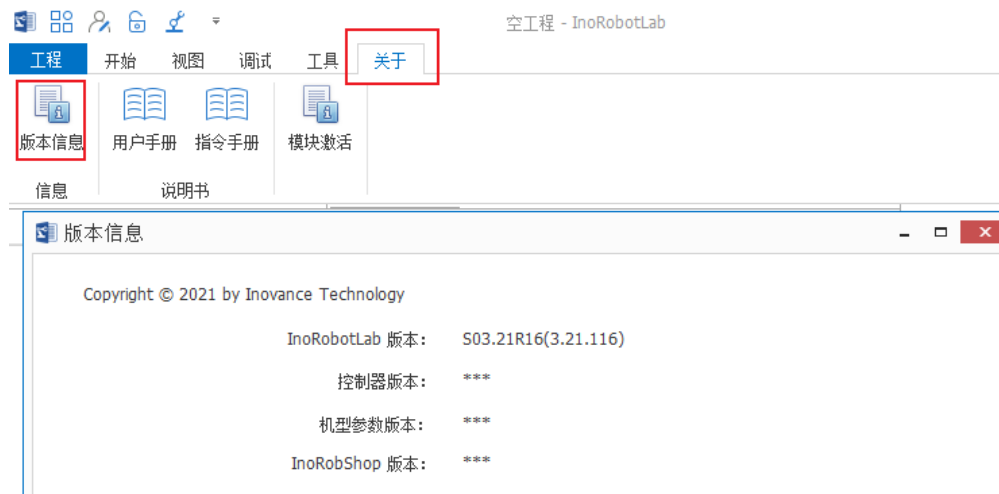 空工程 - InoRobotLab
工程 开始 视图 调试 工具 关于
版本信息 用户手册 指令手册 模块激活
信息 说明书
版本信息
Copyright © 2021 by Inovance Technology
InoRobotLab 版本: S03.21R16(3.21.116)
控制器版本: ***
机型参数版本: ***
InoRobShop 版本: ***